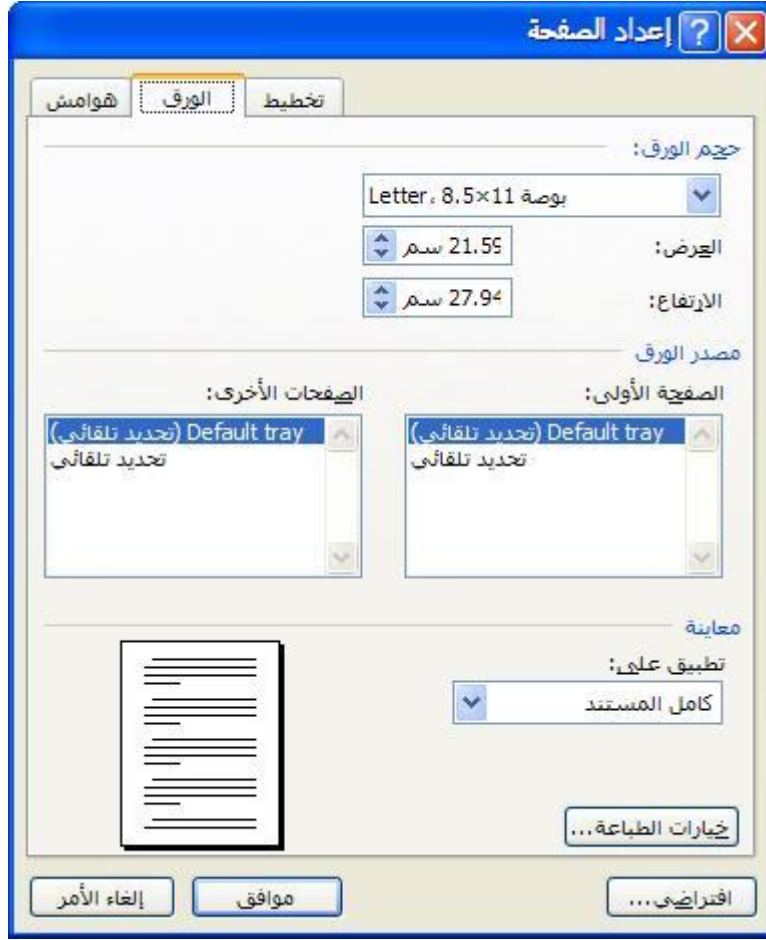 إعداد الصفحة
هوامش
الورق
تخطيط
حجم الورق:
Letter، 8.5×11 بوصة
العرض:
21.59 سم
الارتفاع:
27.94 سم
مصدر الورق
الصفحة الأولى:
Default tray (تحديد تلقائي)
تحديد تلقائي
الصفحات الأخرى:
Default tray (تحديد تلقائي)
تحديد تلقائي
معاينة
تطبيق على:
كامل المستند
خيارات الطباعة...
افتراضي...
موافق
إلغاء الأمر